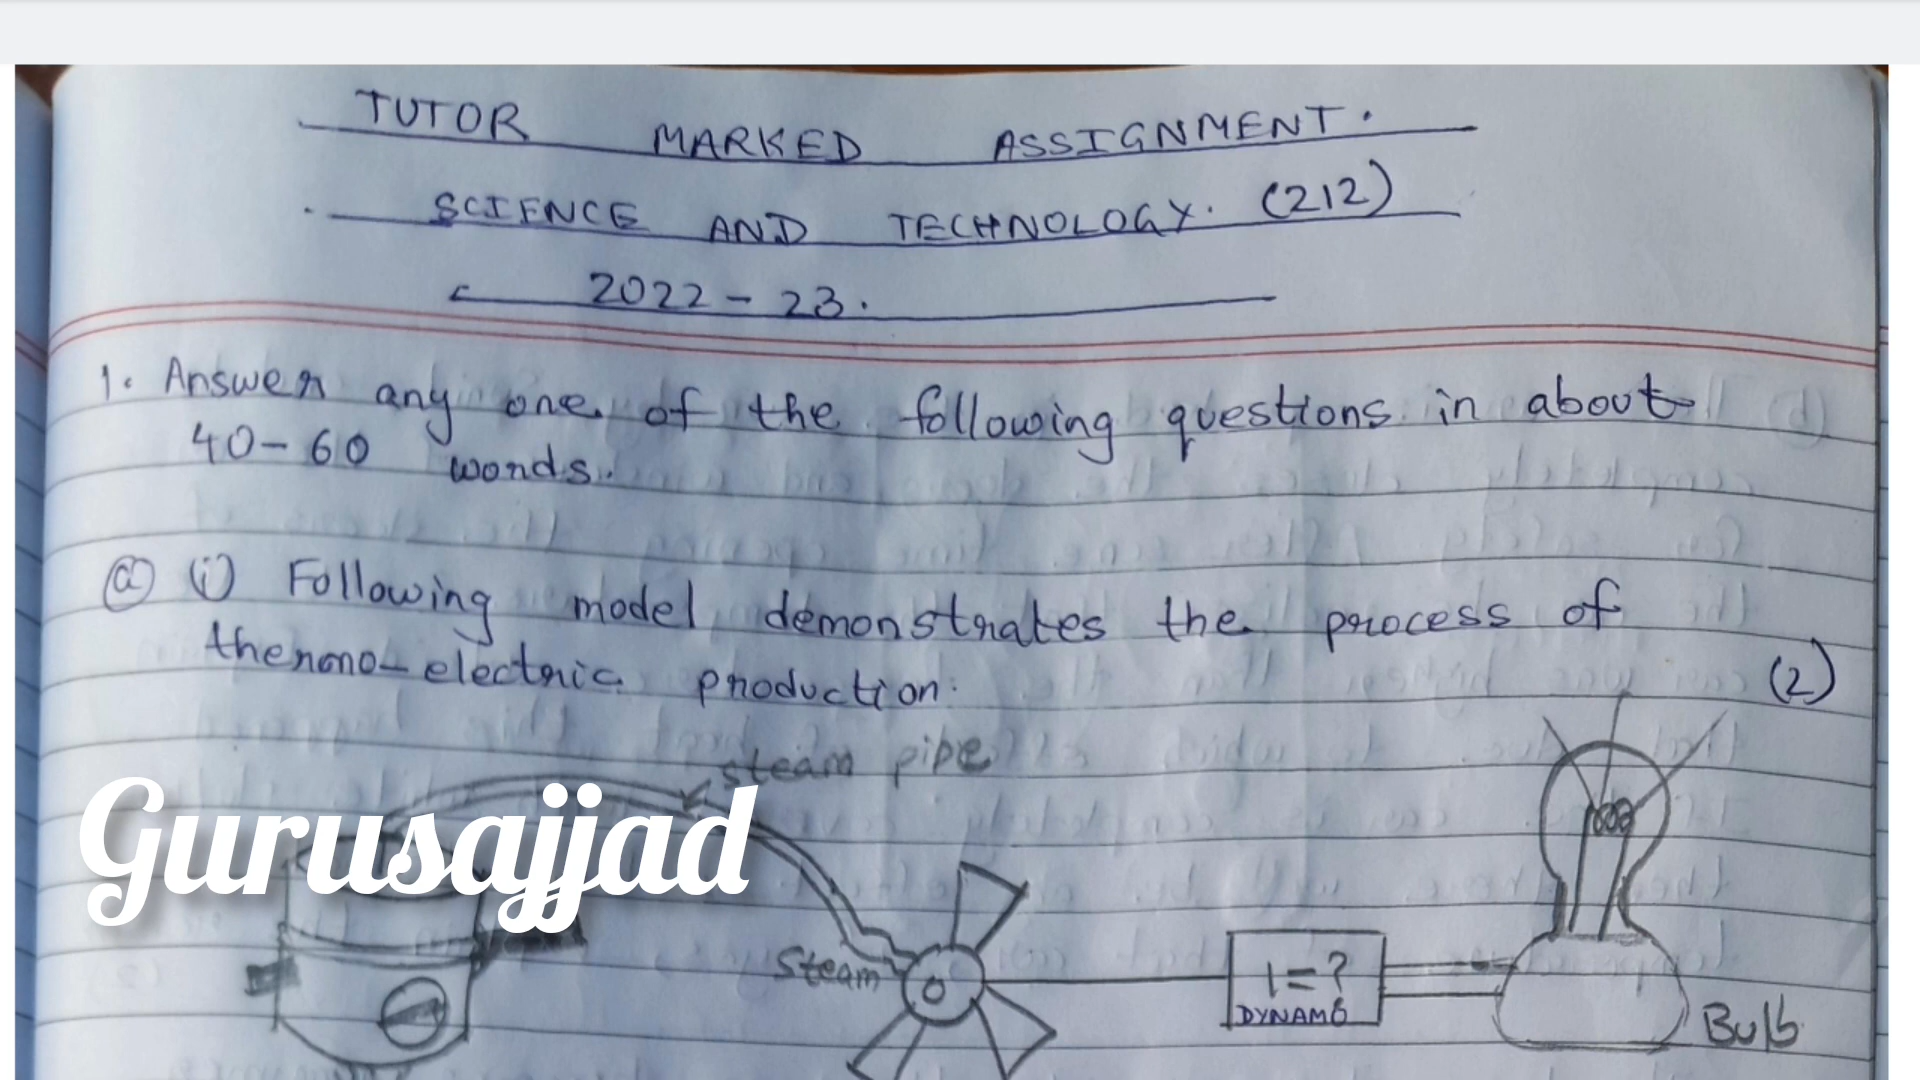 TUTOR MARKED ASSIGNMENT.
SCIENCE AND TECHNOLOGY. (212)
2022-23.
1. Answer any one of the following questions in about
40-60 words.
(a) (i) Following model demonstrates the process of
thermo-electric production. (2)
steam pipe
Gurusajjad
Steam
1=?
DYNAMO
Bulb